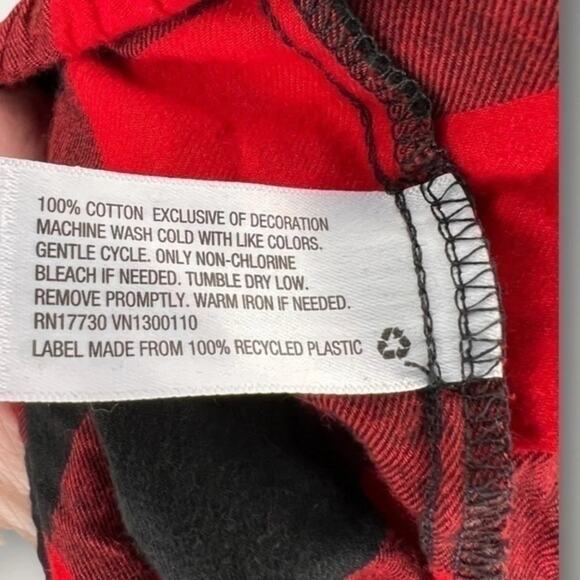 100% COTTON EXCLUSIVE OF DECORATION
MACHINE WASH COLD WITH LIKE COLORS.
GENTLE CYCLE. ONLY NON-CHLORINE
BLEACH IF NEEDED. TUMBLE DRY LOW.
REMOVE PROMPTLY. WARM IRON IF NEEDED.
RN17730 VN1300110
LABEL MADE FROM 100% RECYCLED PLASTIC